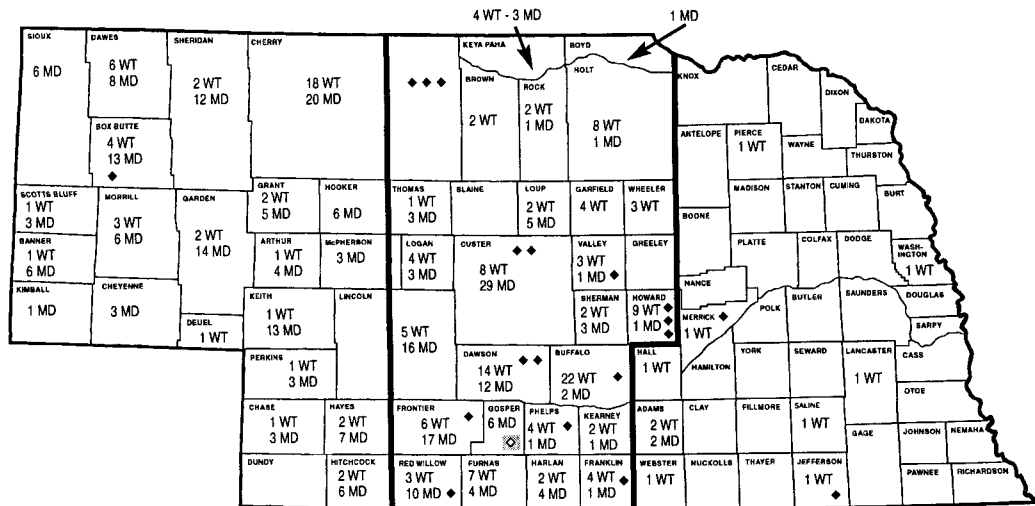 4 WT - 3 MD
1 MD
SIOUX
6 MD
DAWES
6 WT
8 MD
SHERIDAN
2 WT
12 MD
CHERRY
18 WT
20 MD
KEYA PAHA
BOYD
BROWN
2 WT
ROCK
2 WT
1 MD
HOLT
8 WT
1 MD
KNOX
CEDAR
DIXON
DAKOTA
ANTELOPE
PIERCE
1 WT
WAYNE
THURSTON
BOX BUTTE
4 WT
13 MD
SCOTTS BLUFF
1 WT
3 MD
MORRILL
3 WT
6 MD
GARDEN
2 WT
14 MD
GRANT
2 WT
5 MD
HOOKER
6 MD
THOMAS
1 WT
3 MD
BLAINE
LOUP
2 WT
5 MD
GARFIELD
4 WT
WHEELER
3 WT
BOONE
MADISON
STANTON
CUMING
BURT
BANNER
1 WT
6 MD
ARTHUR
1 WT
4 MD
McPHERSON
3 MD
LOGAN
4 WT
3 MD
CUSTER
8 WT
29 MD
VALLEY
3 WT
1 MD
GREELEY
PLATTE
COLFAX
DODGE
WASH-
INGTON
1 WT
KIMBALL
1 MD
CHEYENNE
3 MD
DEUEL
1 WT
KEITH
1 WT
13 MD
LINCOLN
5 WT
16 MD
SHERMAN
2 WT
3 MD
HOWARD
9 WT
1 MD
NANCE
MERRICK
1 WT
POLK
BUTLER
SAUNDERS
DOUGLAS
SARPY
PERKINS
1 WT
3 MD
DAWSON
14 WT
12 MD
BUFFALO
22 WT
2 MD
HALL
1 WT
HAMILTON
YORK
SEWARD
LANCASTER
1 WT
CASS
OTOE
CHASE
1 WT
3 MD
HAYES
2 WT
7 MD
FRONTIER
6 WT
17 MD
GOSPER
6 MD
PHELPS
4 WT
1 MD
KEARNEY
2 WT
1 MD
ADAMS
2 WT
2 MD
CLAY
FILLMORE
SALINE
1 WT
GAGE
JOHNSON
NEMAHA
DUNDY
HITCHCOCK
2 WT
6 MD
RED WILLOW
3 WT
10 MD
FURNAS
7 WT
4 MD
HARLAN
2 WT
4 MD
FRANKLIN
4 WT
1 MD
WEBSTER
1 WT
NUCKOLLS
THAYER
JEFFERSON
1 WT
PAWNEE
RICHARDSON